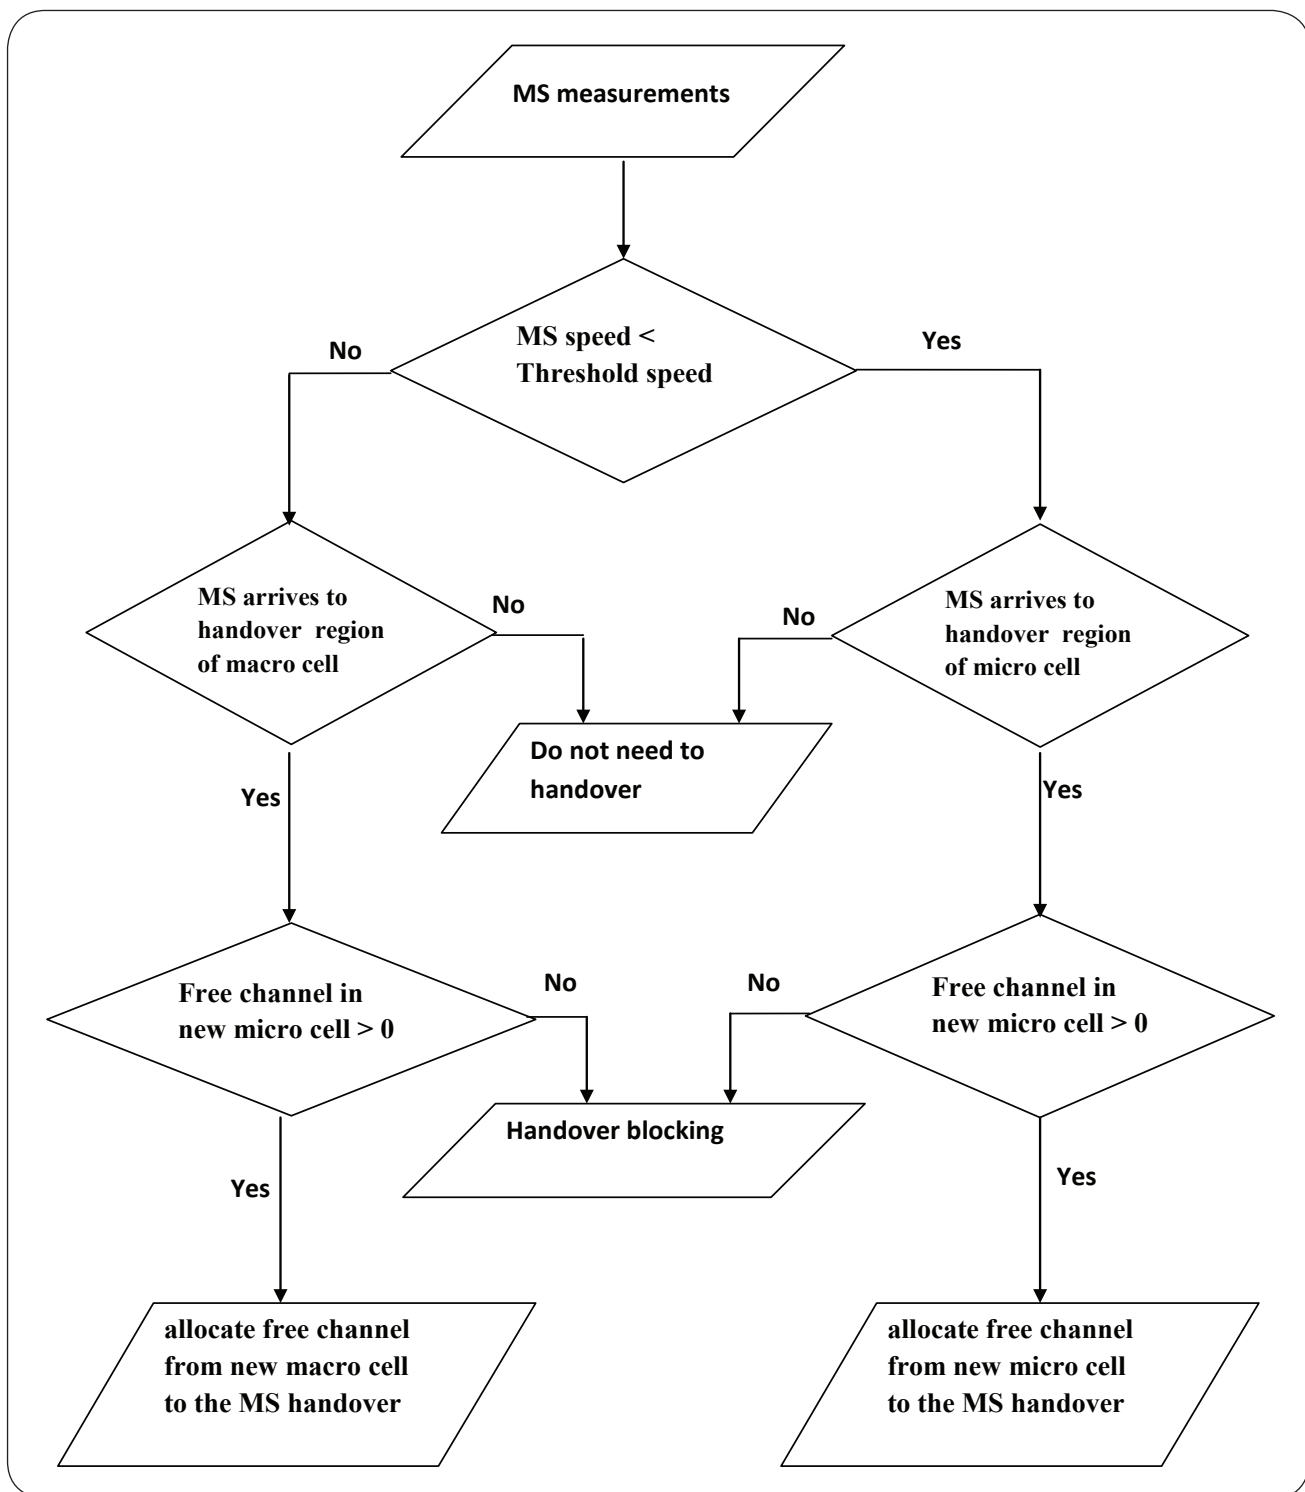 MS measurements
MS speed <
Threshold speed
No
Yes
MS arrives to
handover region
of macro cell
No
No
MS arrives to
handover region
of micro cell
Do not need to
handover
Yes
Yes
Free channel in
new micro cell > 0
No
No
Free channel in
new micro cell > 0
Handover blocking
Yes
Yes
allocate free channel
from new macro cell
to the MS handover
allocate free channel
from new micro cell
to the MS handover